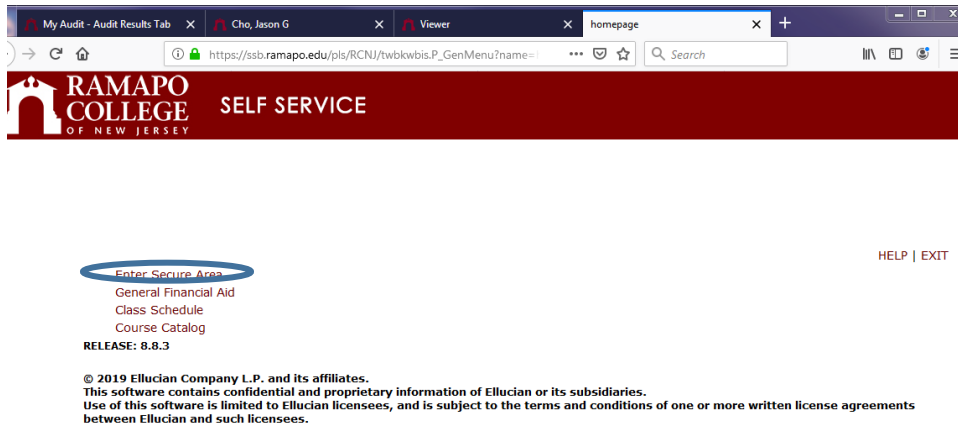 My Audit - Audit Results Tab
Cho, Jason G
Viewer
homepage
https://ssb.ramapo.edu/pls/RCNJ/twbkwbis.P_GenMenu?name=
Search
RAMAPO
COLLEGE
OF NEW JERSEY
SELF SERVICE
HELP | EXIT
Enter Secure Area
General Financial Aid
Class Schedule
Course Catalog
RELEASE: 8.8.3
© 2019 Ellucian Company L.P. and its affiliates.
This software contains confidential and proprietary information of Ellucian or its subsidiaries.
Use of this software is limited to Ellucian licensees, and is subject to the terms and conditions of one or more written license agreements
between Ellucian and such licensees.